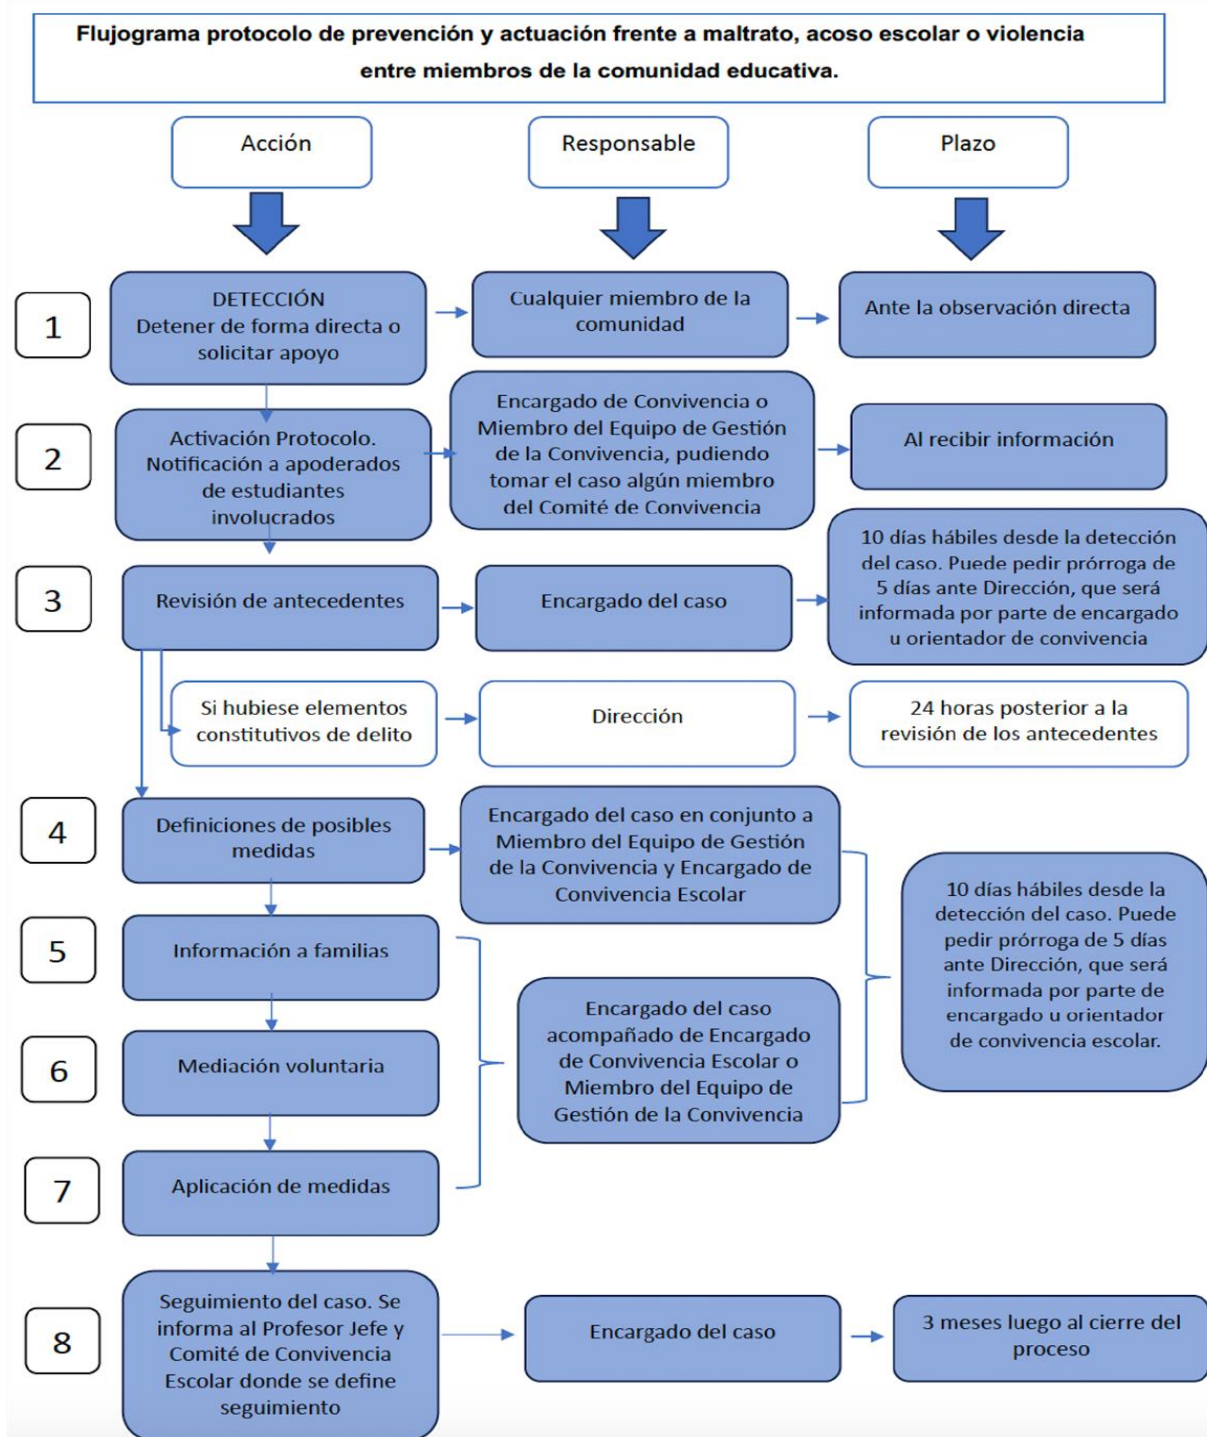 Flujograma protocolo de prevención y actuación frente a maltrato, acoso escolar o violencia
entre miembros de la comunidad educativa.
Acción
Responsable
Plazo
1
DETECCIÓN
Detener de forma directa o
solicitar apoyo
Cualquier miembro de la
comunidad
Ante la observación directa
2
Activación Protocolo.
Notificación a apoderados
de estudiantes
involucrados
Encargado de Convivencia o
Miembro del Equipo de Gestión
de la Convivencia, pudiendo
tomar el caso algún miembro
del Comité de Convivencia
Al recibir información
3
Revisión de antecedentes
Encargado del caso
10 días hábiles desde la detección
del caso. Puede pedir prórroga de
5 días ante Dirección, que será
informada por parte de encargado
u orientador de convivencia
Si hubiese elementos
constitutivos de delito
Dirección
24 horas posterior a la
revisión de los antecedentes
4
Definiciones de posibles
medidas
Encargado del caso en conjunto a
Miembro del Equipo de Gestión
de la Convivencia y Encargado de
Convivencia Escolar
5
Información a familias
6
Mediación voluntaria
7
Aplicación de medidas
Encargado del caso
acompañado de Encargado
de Convivencia Escolar o
Miembro del Equipo de
Gestión de la Convivencia
10 días hábiles desde la
detección del caso. Puede
pedir prórroga de 5 días
ante Dirección, que será
informada por parte de
encargado u orientador
de convivencia escolar.
8
Seguimiento del caso. Se
informa al Profesor Jefe y
Comité de Convivencia
Escolar donde se define
seguimiento
Encargado del caso
3 meses luego al cierre del
proceso